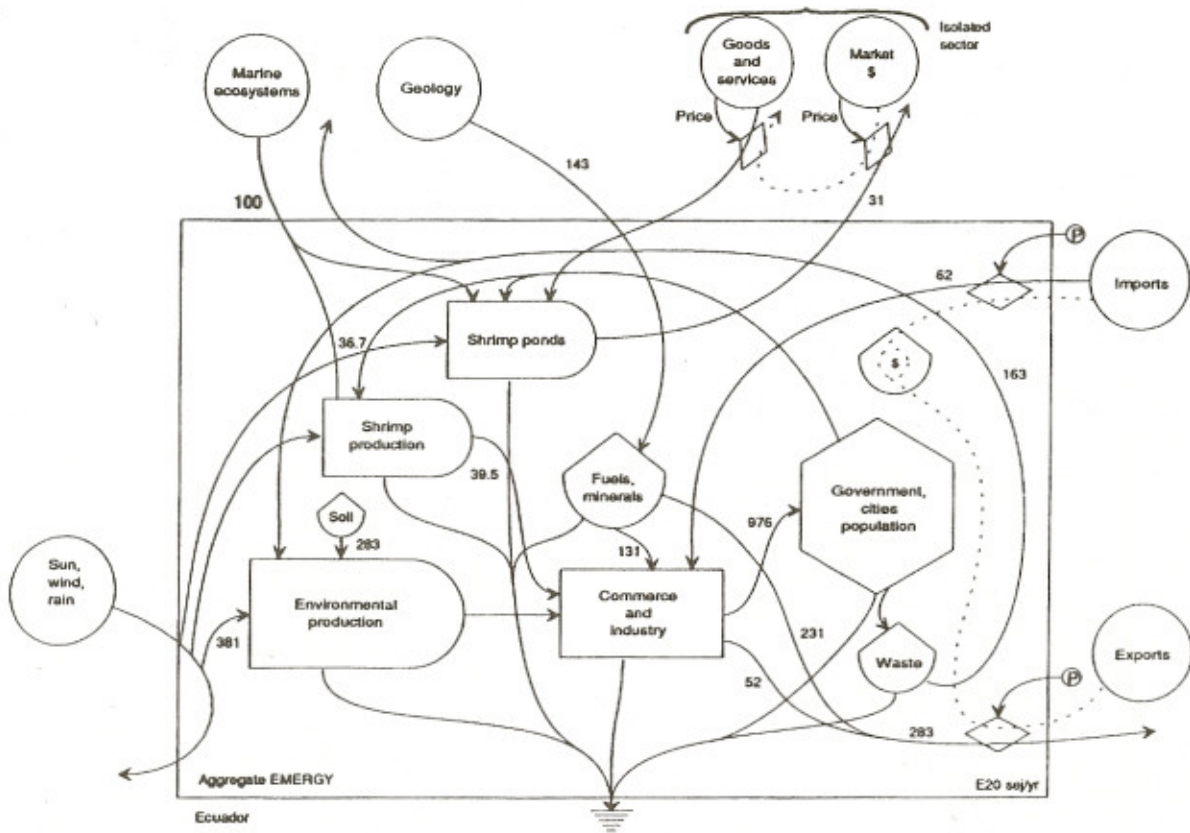 Isolated
sector
Goods
and
services
Market
$
Marine
ecosystems
Geology
Price
Price
143
100
31
P
62
Imports
Shrimp ponds
36.7
$
163
Shrimp
production
39.5
Fuels,
minerals
Government,
cities
population
Soil
976
283
131
Sun,
wind,
rain
Environmental
production
Commerce
and
industry
381
231
Exports
Waste
52
P
283
Aggregate EMERGY
E20 sej/yr
Ecuador